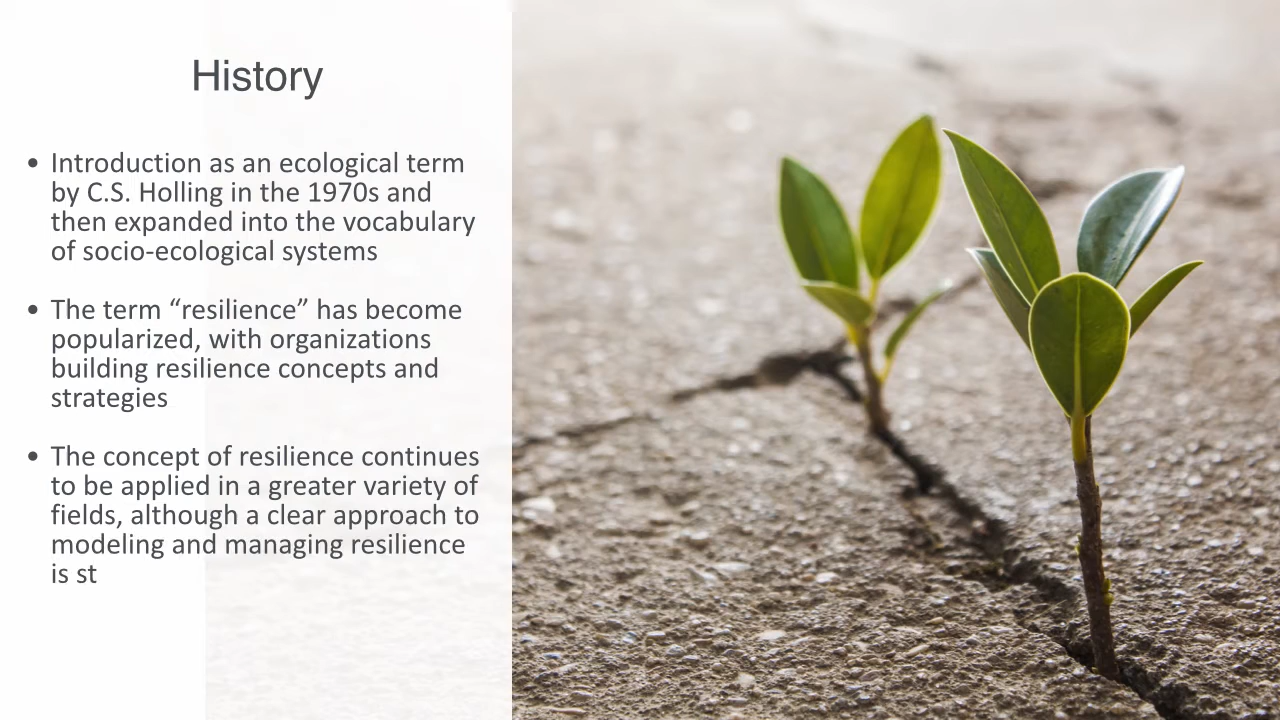 History
• Introduction as an ecological term
by C.S. Holling in the 1970s and
then expanded into the vocabulary
of socio-ecological systems
• The term “resilience” has become
popularized, with organizations
building resilience concepts and
strategies
• The concept of resilience continues
to be applied in a greater variety of
fields, although a clear approach to
modeling and managing resilience
is st